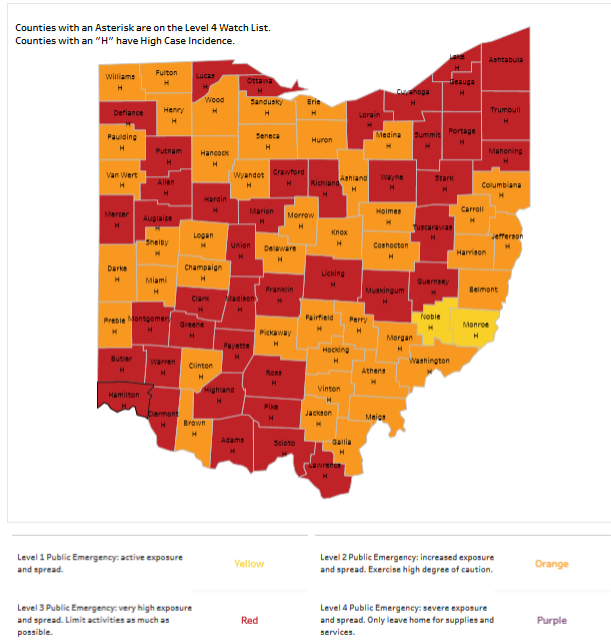 Counties with an Asterisk are on the Level 4 Watch List.
Counties with an "H" have High Case Incidence.
Lake
H
Ashtabula
H
Williams
H
Fulton
H
Lucas
H
Ottawa
H
Geauga
H
Cuyahoga
H
Wood
H
Sandusky
H
Erie
H
Defiance
H
Henry
H
Lorain
H
Trumbull
H
Medina
H
Summit
H
Portage
H
Paulding
H
Seneca
H
Huron
H
Putnam
H
Hancock
H
Mahoning
H
Van Wert
H
Allen
H
Wyandot
H
Crawford
H
Richland
H
Ashland
H
Wayne
H
Stark
H
Columbiana
H
Hardin
H
Mercer
H
Auglaize
H
Marion
H
Morrow
H
Holmes
H
Carroll
H
Tuscarawas
H
Jefferson
H
Shelby
H
Logan
H
Union
H
Delaware
H
Knox
H
Coshocton
H
Harrison
H
Darke
H
Miami
H
Champaign
H
Licking
H
Guernsey
H
Belmont
H
Clark
H
Madison
H
Franklin
H
Muskingum
H
Preble
H
Montgomery
H
Greene
H
Fairfield
H
Perry
H
Noble
H
Monroe
H
Pickaway
H
Morgan
H
Fayette
H
Butler
H
Warren
H
Clinton
H
Hocking
H
Washington
H
Ross
H
Athens
H
Hamilton
H
Highland
H
Vinton
H
Clermont
H
Brown
H
Pike
H
Jackson
H
Meigs
H
Adams
H
Scioto
H
Gallia
H
Lawrence
H
Level 1 Public Emergency: active exposure
and spread.
Yellow
Level 2 Public Emergency: increased exposure
and spread. Exercise high degree of caution.
Orange
Level 3 Public Emergency: very high exposure
and spread. Limit activities as much as
possible.
Red
Level 4 Public Emergency: severe exposure
and spread. Only leave home for supplies and
services.
Purple